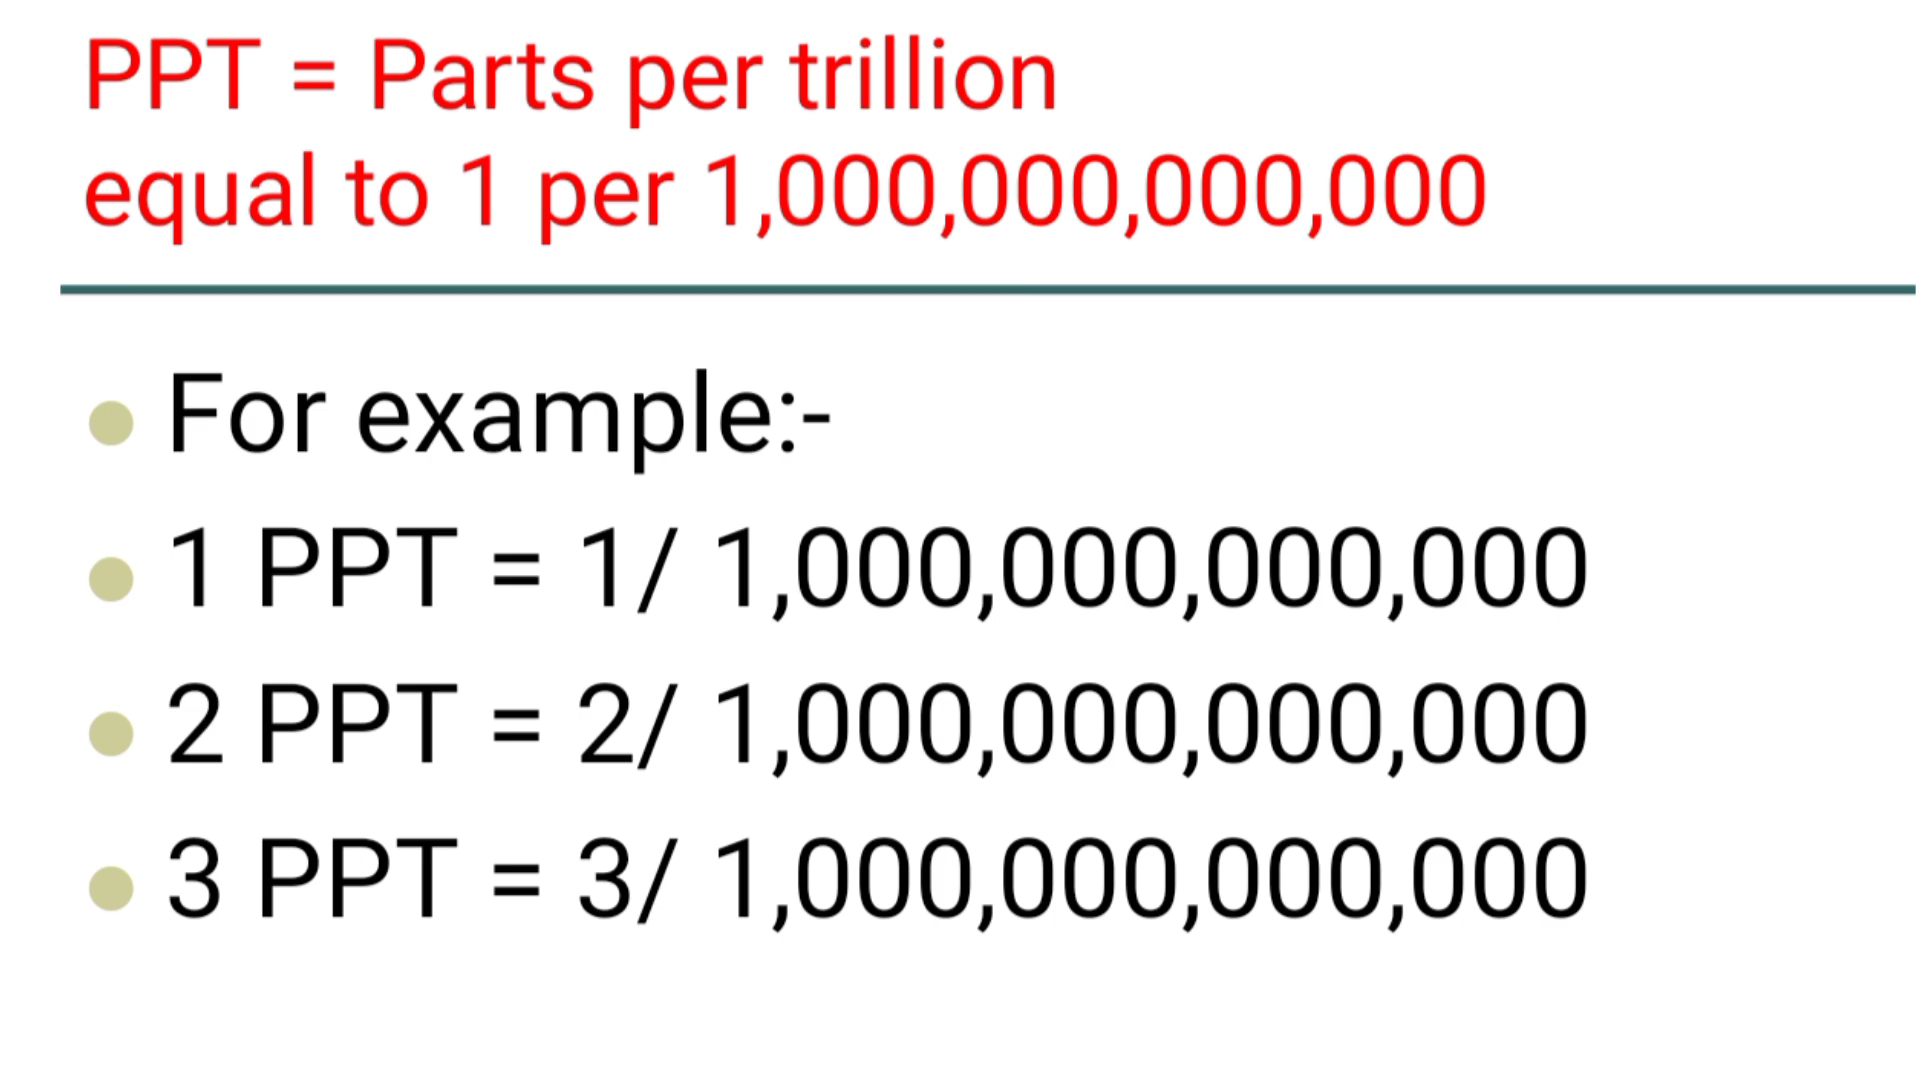 PPT = Parts per trillion
equal to 1 per 1,000,000,000,000
For example:-
1 PPT = 1/ 1,000,000,000,000
2 PPT = 2/ 1,000,000,000,000
3 PPT = 3/ 1,000,000,000,000